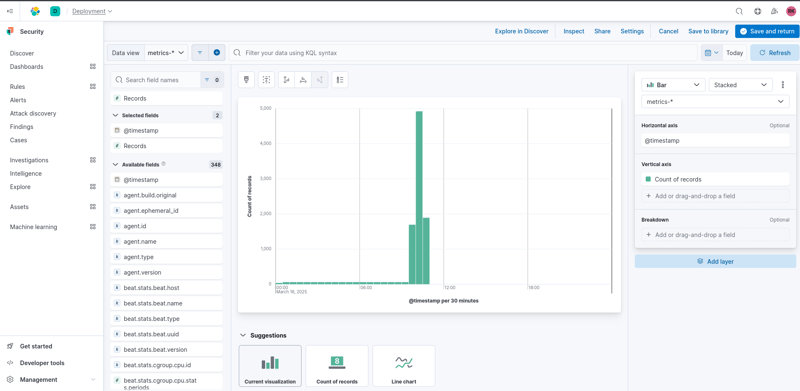 D
Deployment
Security
Explore in Discover
Inspect
Share
Settings
Cancel
Save to library
Save and return
Discover
Dashboards
Rules
Alerts
Attack discovery
Findings
Cases
Investigations
Intelligence
Explore
Assets
Machine learning
Get started
Developer tools
Management
Data view
metrics-*
Filter your data using KQL syntax
Today
Refresh
Search field names
0
Records
Selected fields
2
@timestamp
Records
Available fields
348
@timestamp
agent.build.original
agent.ephemeral_id
agent.id
agent.name
agent.type
agent.version
beat.stats.beat.host
beat.stats.beat.name
beat.stats.beat.type
beat.stats.beat.uuid
beat.stats.beat.version
beat.stats.cgroup.cpu.id
beat.stats.cgroup.cpu.stat
s.periods
Count of records
5,000
4,000
3,000
2,000
1,000
0
00:00
March 16, 2025
06:00
12:00
18:00
@timestamp per 30 minutes
Suggestions
Current visualization
8
Count of records
Line chart
Bar
Stacked
metrics-*
Horizontal axis
Optional
@timestamp
Vertical axis
Count of records
Add or drag-and-drop a field
Breakdown
Optional
Add or drag-and-drop a field
Add layer